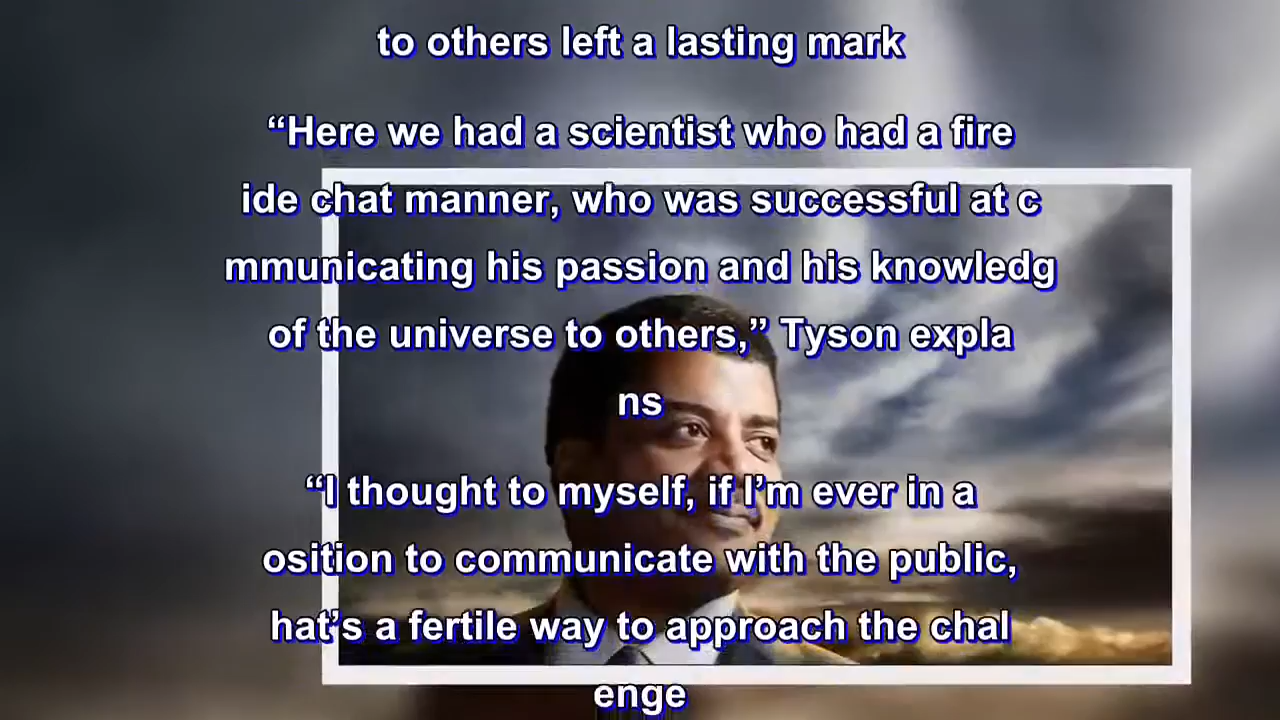 to others left a lasting mark
“Here we had a scientist who had a fire
ide chat manner, who was successful at c
mmunicating his passion and his knowledg
of the universe to others,” Tyson expla
ns
“I thought to myself, if I’m ever in a
osition to communicate with the public,
hat’s a fertile way to approach the chal
enge